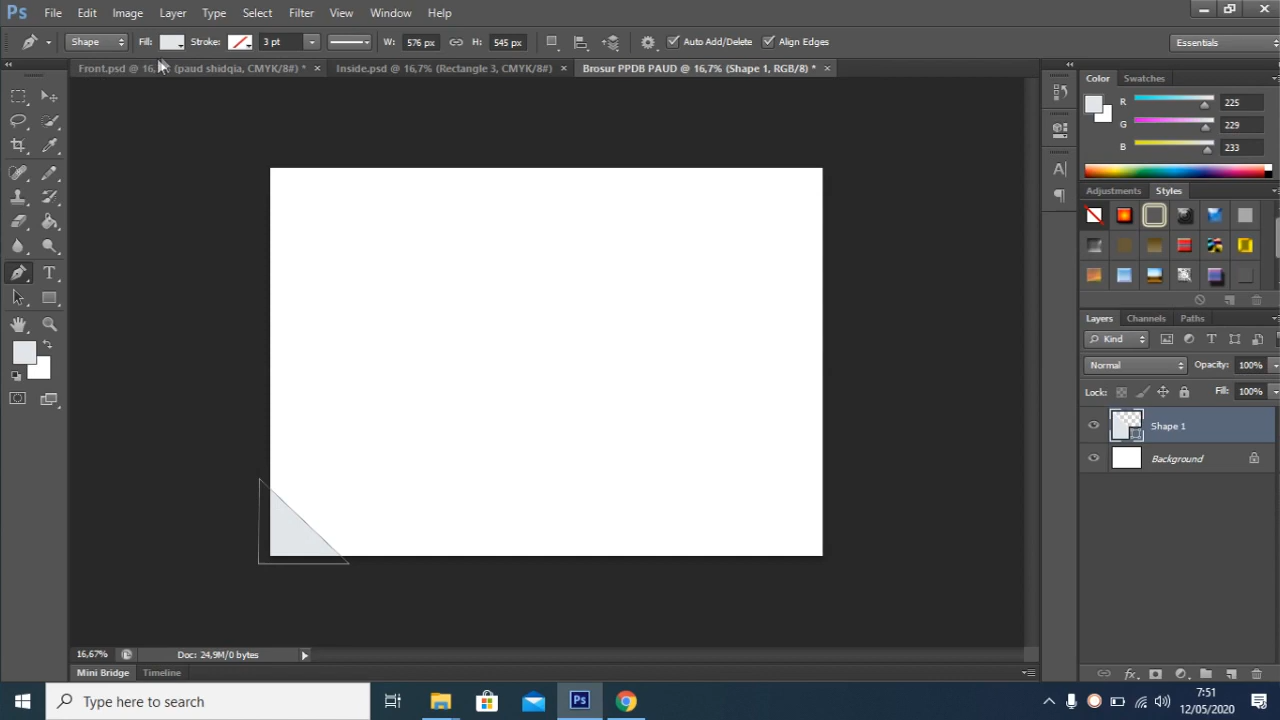 Ps File Edit Image Layer Type Select Filter View Window Help
Shape Fill: Stroke: 3 pt W: 576 px H: 545 px Auto Add/Delete Align Edges Essentials
Front.psd @ 16, (paud shidqia, CMYK/8#) * × Inside.psd @ 16,7% (Rectangle 3, CMYK/8#) × Brosur PPDB PAUD @ 16,7% (Shape 1, RGB/8) * ×
Color Swatches
R 225
G 229
B 233
Adjustments Styles
Layers Channels Paths
Kind
Normal Opacity: 100%
Lock: Fill: 100%
Shape 1
Background
16,67% Doc: 24,9M/0 bytes
Mini Bridge Timeline
Type here to search
Ps
7:51
12/05/2020